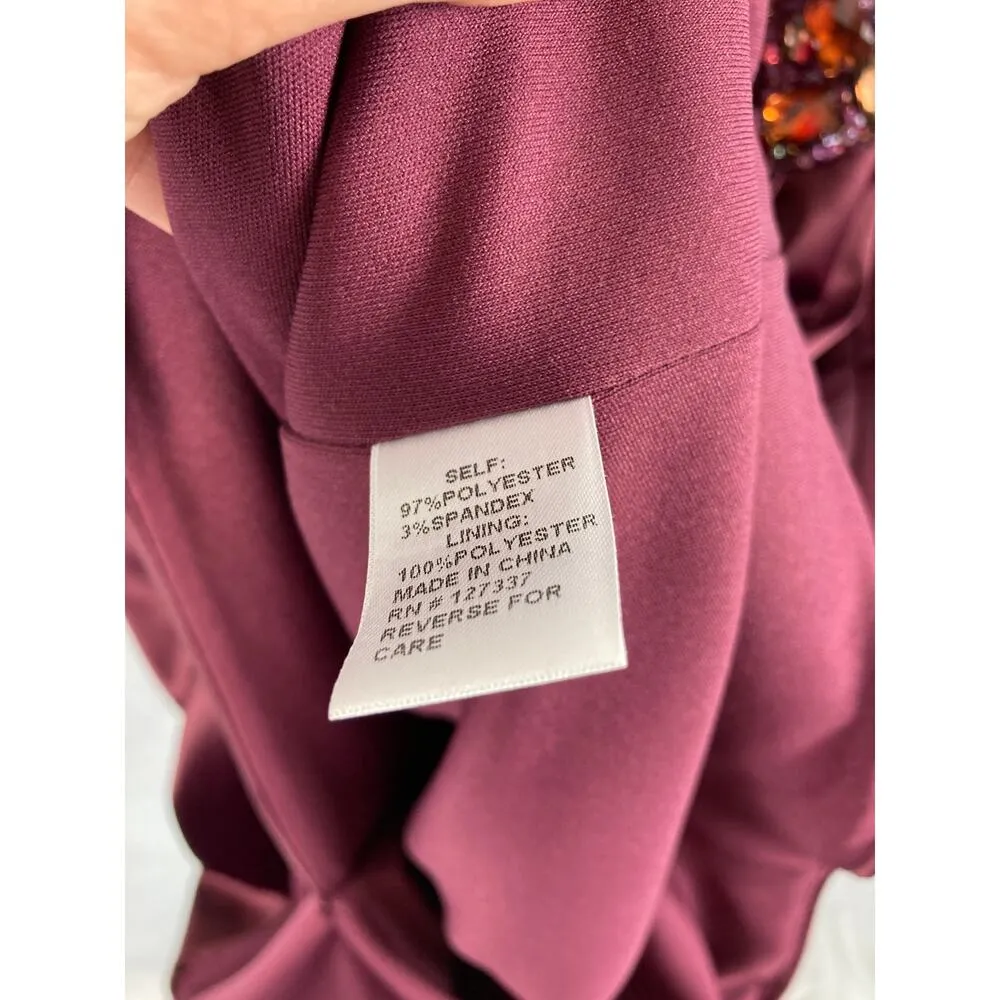 SELF:
97%POLYESTER
3%SPANDEX
LINING:
100%POLYESTER
MADE IN CHINA
RN # 127337
REVERSE FOR
CARE